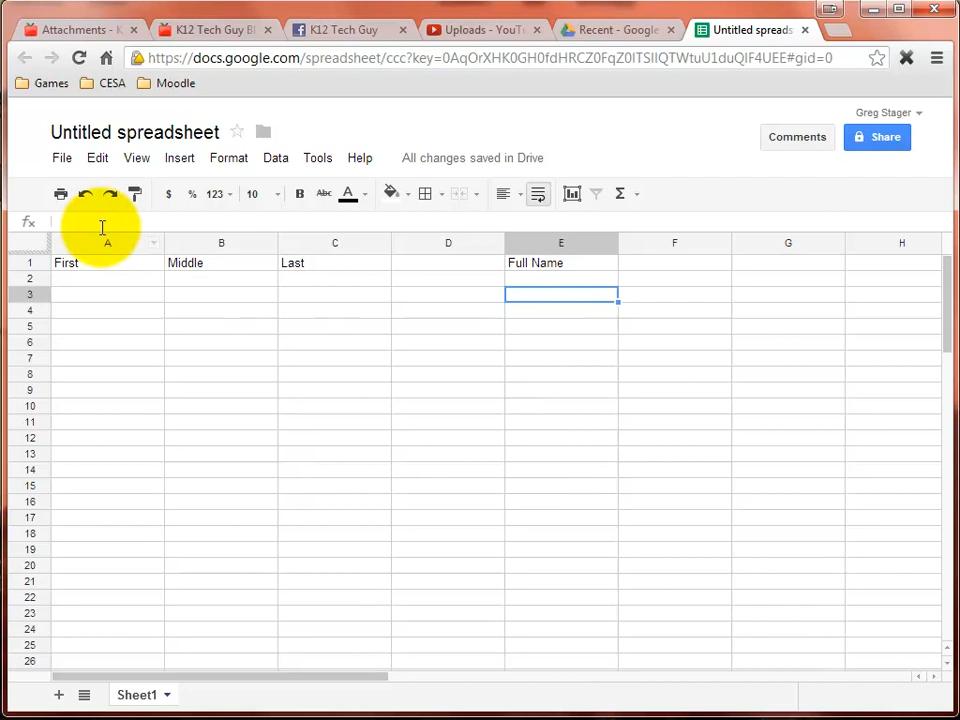 Attachments - K
K12 Tech Guy Bl
K12 Tech Guy
Uploads - YouTu
Recent - Google
Untitled spreads
https://docs.google.com/spreadsheet/ccc?key=0AqOrXHK0GH0fdHRCZ0FqZ0lTSllQTWtuU1duQlF4UEE#gid=0
Games
CESA
Moodle
Greg Stager
Untitled spreadsheet
Comments
Share
File Edit View Insert Format Data Tools Help All changes saved in Drive
$ % 123 10 B Abc A Σ
fx
A B C D E F G H
1 First Middle Last Full Name
2
3
4
5
6
7
8
9
10
11
12
13
14
15
16
17
18
19
20
21
22
23
24
25
26
+ Sheet1